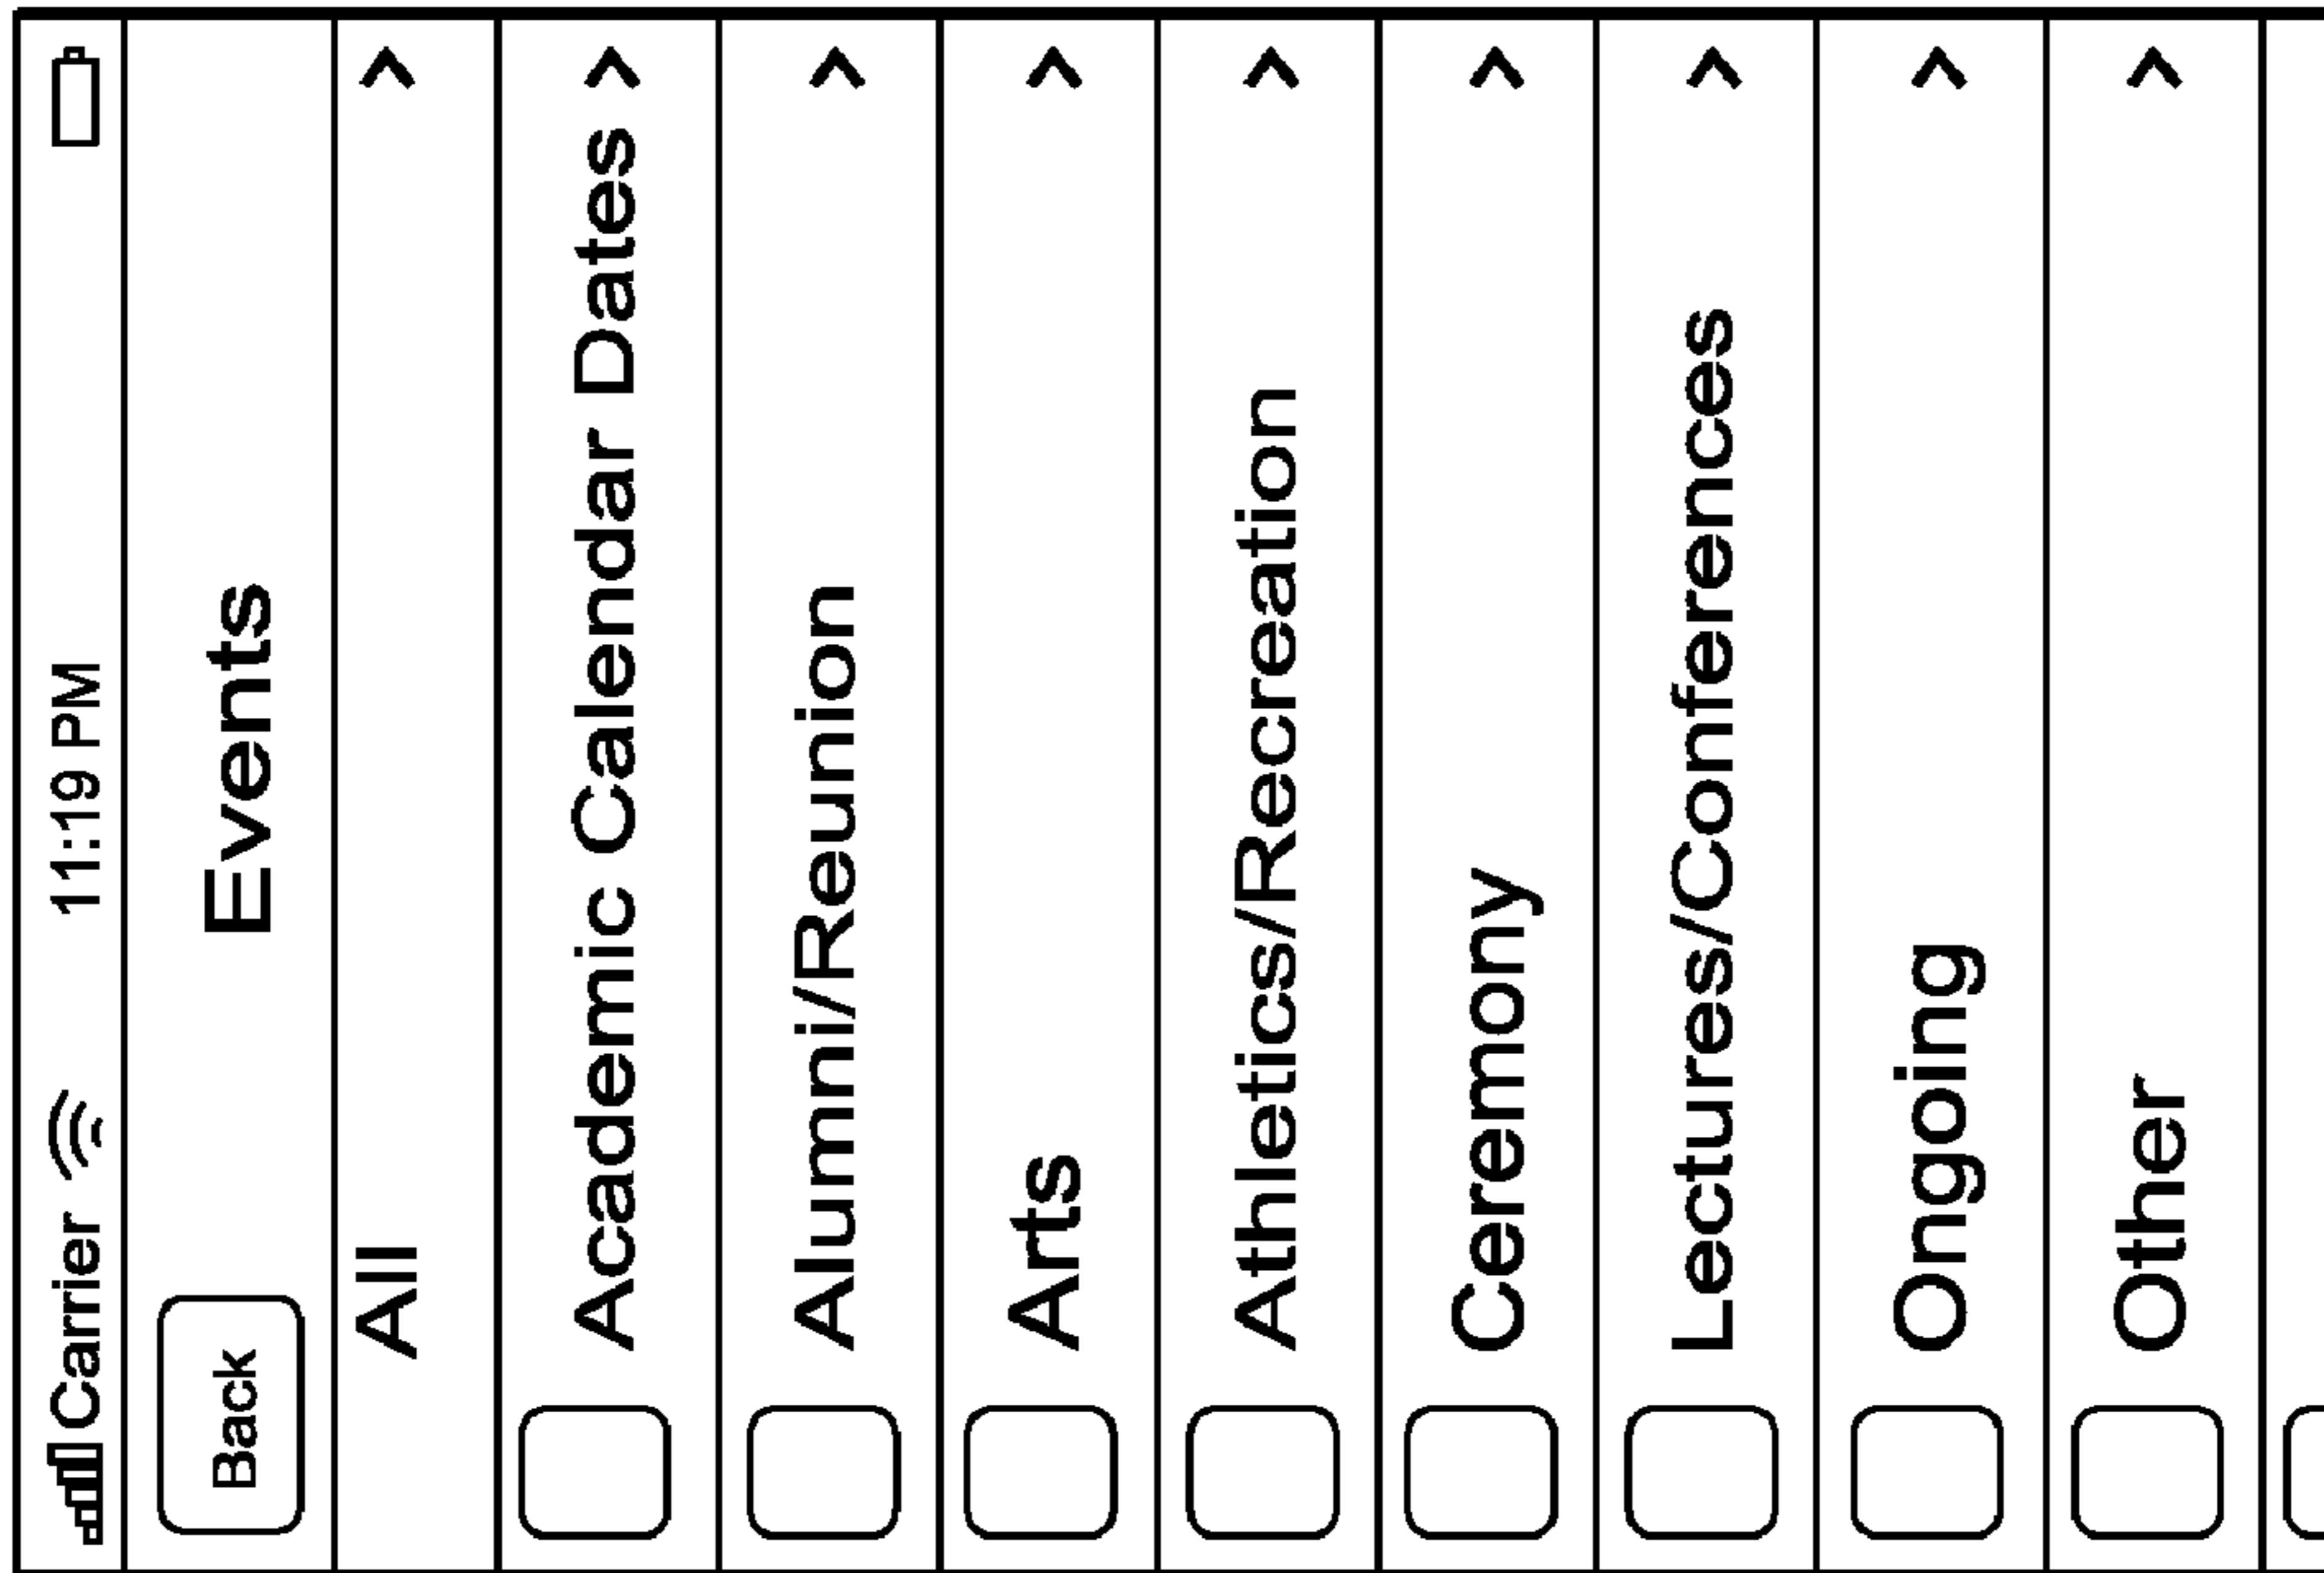 Carrier 11:19 PM
Back Events
All >
Academic Calendar Dates >
Alumni/Reunion >
Arts >
Athletics/Recreation >
Ceremony >
Lectures/Conferences >
Ongoing >
Other >